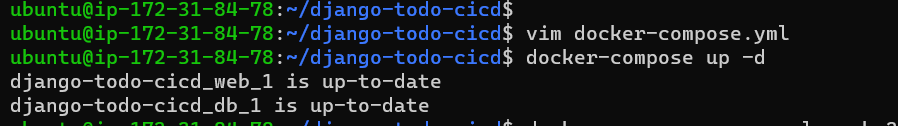 ubuntu@ip-172-31-84-78:~/django-todo-cicd$
ubuntu@ip-172-31-84-78:~/django-todo-cicd$ vim docker-compose.yml
ubuntu@ip-172-31-84-78:~/django-todo-cicd$ docker-compose up -d
django-todo-cicd_web_1 is up-to-date
django-todo-cicd_db_1 is up-to-date